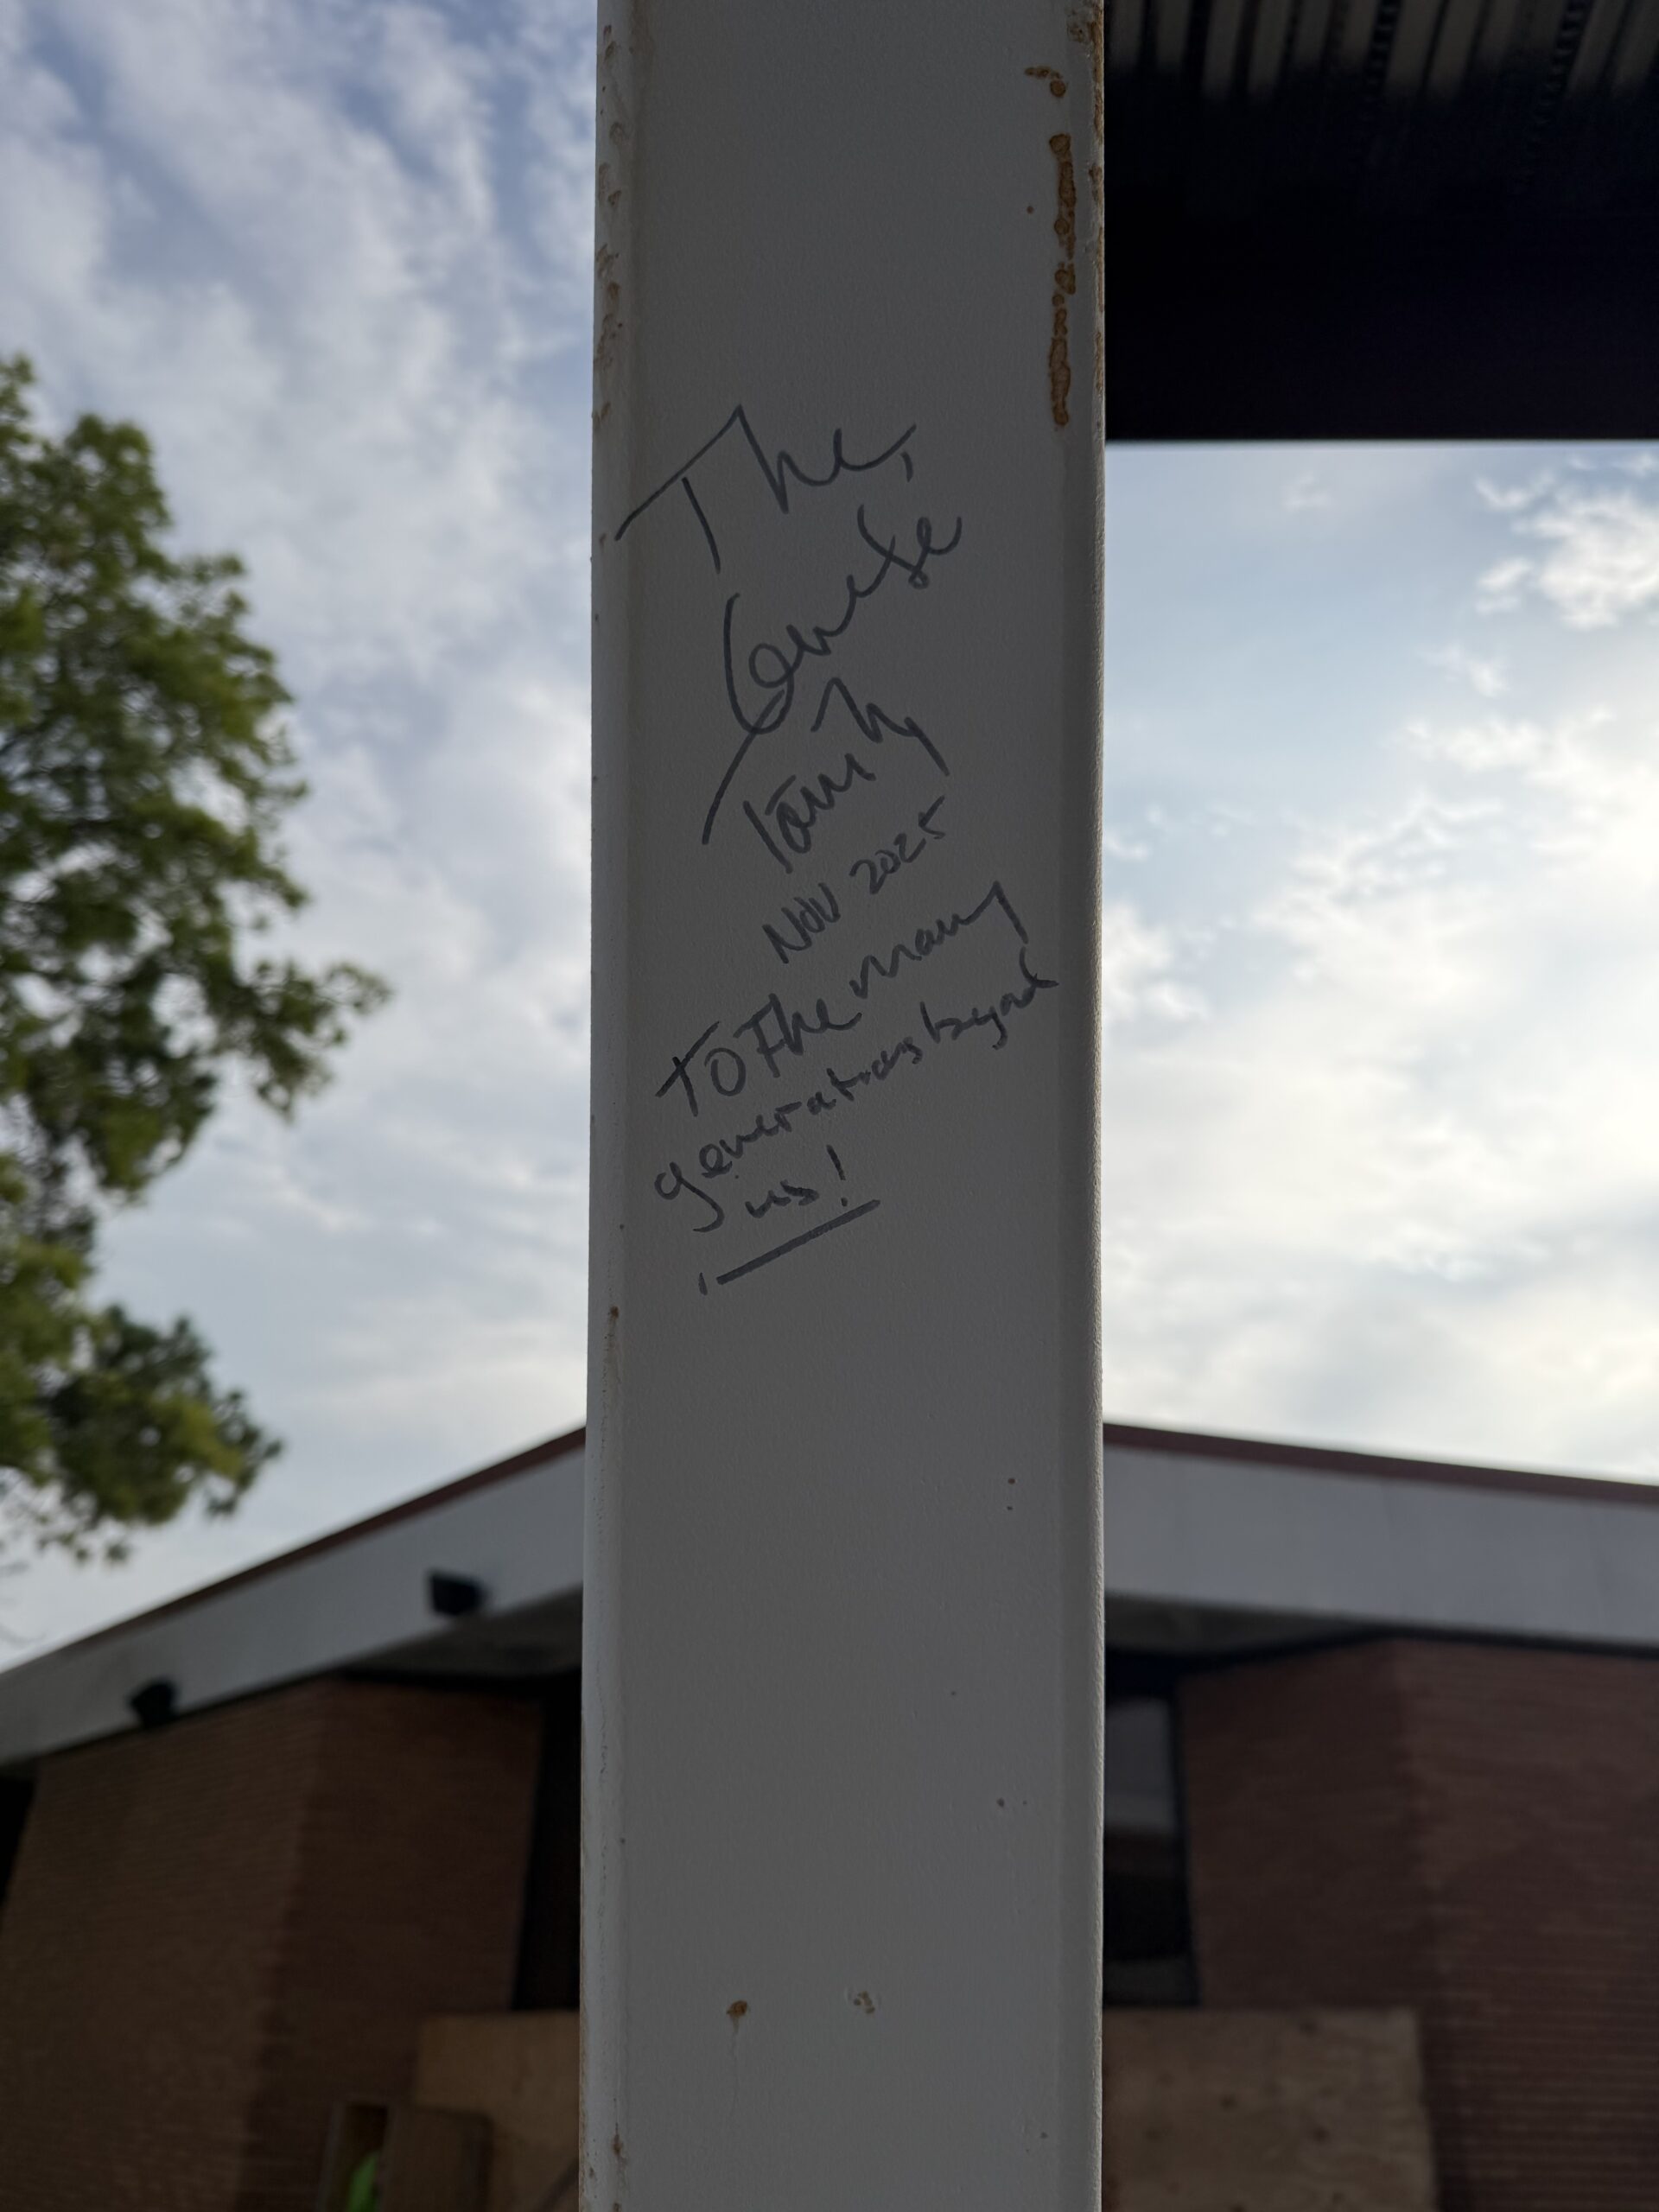 The
Family
Nov 2025
To The many
generations beyond
us!